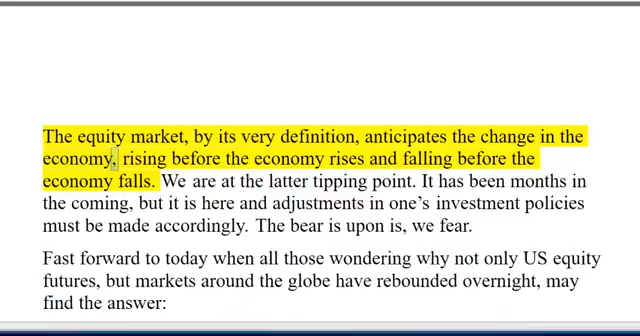 The equity market, by its very definition, anticipates the change in the
economy, rising before the economy rises and falling before the
economy falls. We are at the latter tipping point. It has been months in
the coming, but it is here and adjustments in one’s investment policies
must be made accordingly. The bear is upon is, we fear.
Fast forward to today when all those wondering why not only US equity
futures, but markets around the globe have rebounded overnight, may
find the answer: